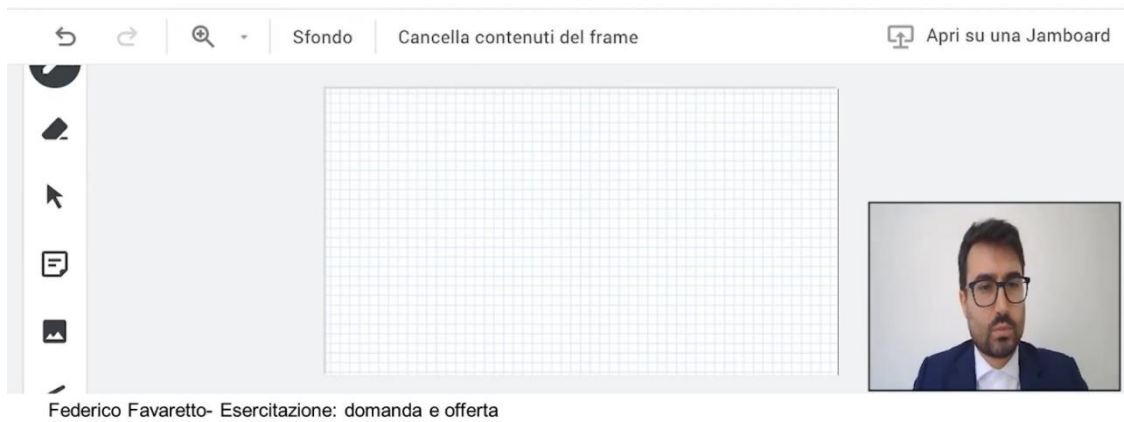 Sfondo Cancella contenuti del frame Apri su una Jamboard
Federico Favaretto- Esercitazione: domanda e offerta